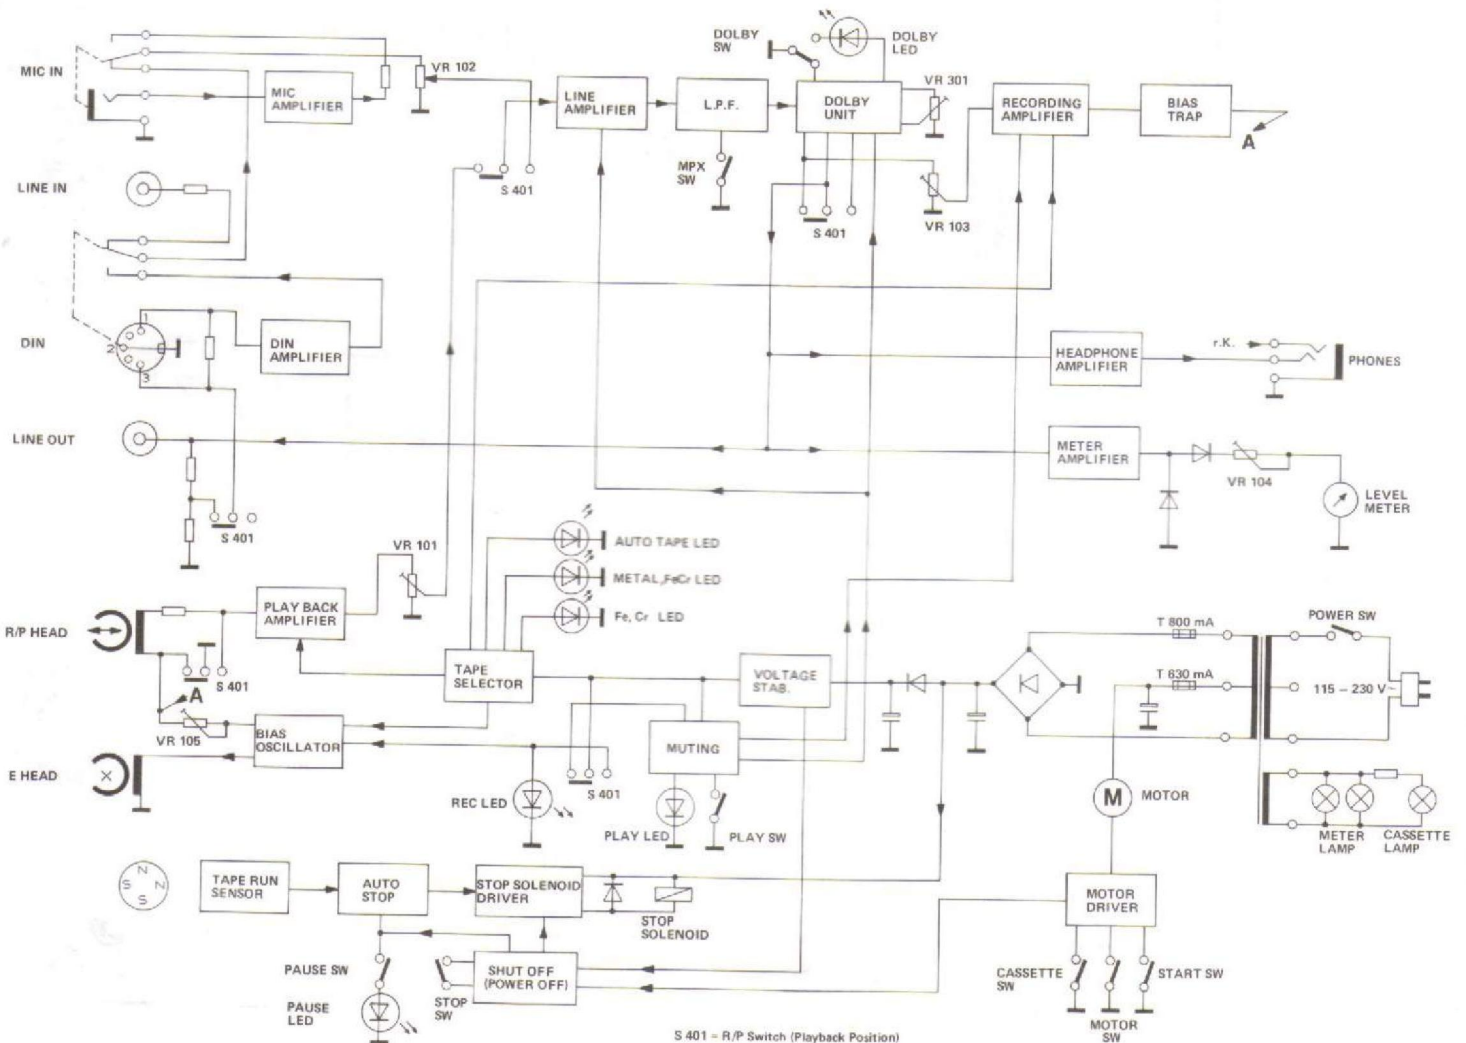 DOLBY
SW
DOLBY
LED
MIC IN
VR 102
MIC
AMPLIFIER
LINE
AMPLIFIER
L.P.F.
DOLBY
UNIT
VR 301
RECORDING
AMPLIFIER
BIAS
TRAP
A
MPX
SW
S 401
LINE IN
S 401
VR 103
DIN
1
2
3
DIN
AMPLIFIER
HEADPHONE
AMPLIFIER
r.K.
PHONES
LINE OUT
METER
AMPLIFIER
VR 104
LEVEL
METER
S 401
VR 101
AUTO TAPE LED
METAL,FeCr LED
Fe, Cr LED
R/P HEAD
PLAY BACK
AMPLIFIER
A
S 401
TAPE
SELECTOR
VOLTAGE
STAB.
T 800 mA
T 630 mA
POWER SW
115 – 230 V~
VR 105
BIAS
OSCILLATOR
MUTING
E HEAD
REC LED
S 401
PLAY LED
PLAY SW
M
MOTOR
METER
LAMP
CASSETTE
LAMP
N
N
S
S
TAPE RUN
SENSOR
AUTO
STOP
STOP SOLENOID
DRIVER
STOP
SOLENOID
MOTOR
DRIVER
PAUSE SW
PAUSE
LED
STOP
SW
SHUT OFF
(POWER OFF)
CASSETTE
SW
MOTOR
SW
START SW
S 401 = R/P Switch (Playback Position)